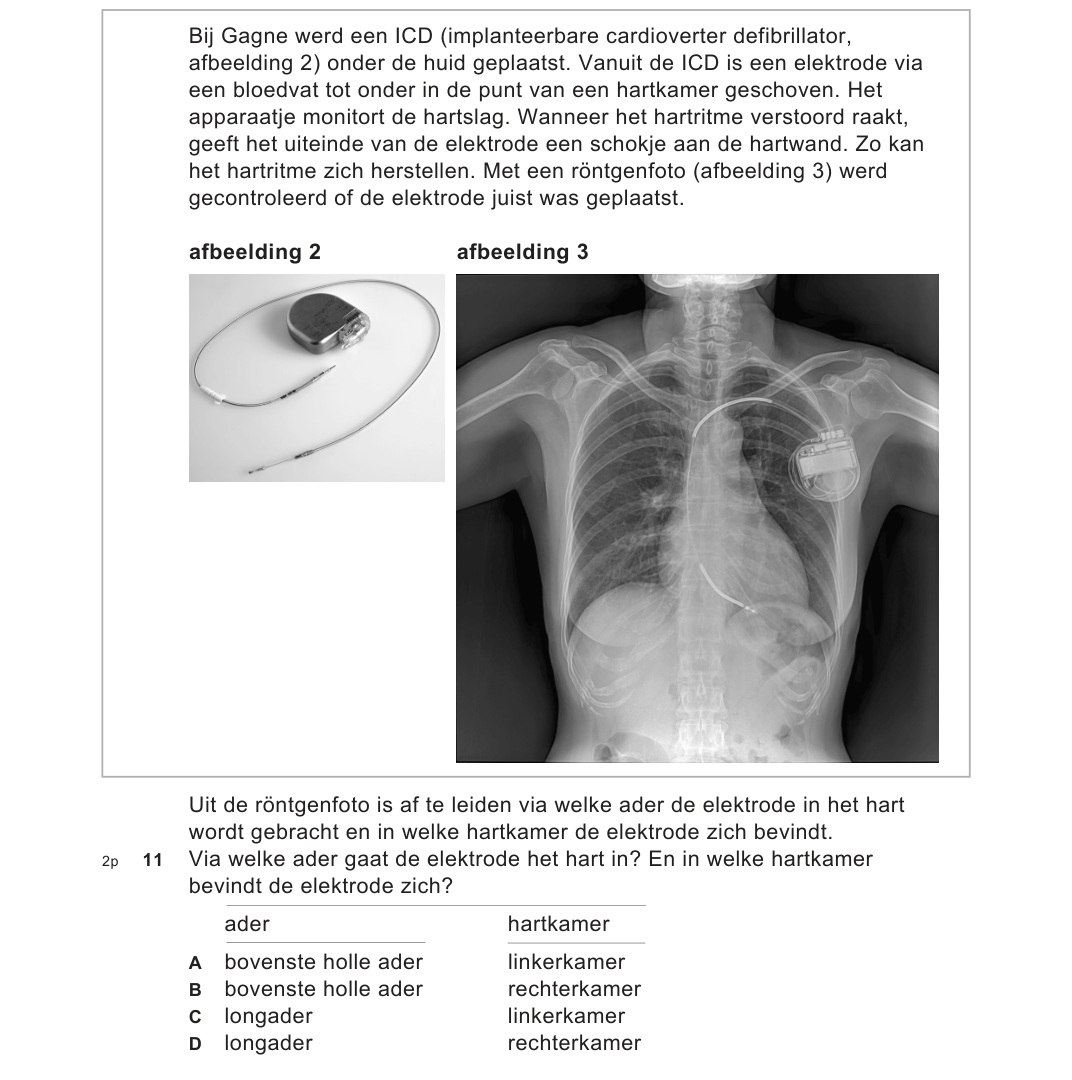 Bij Gagne werd een ICD (implanteerbare cardioverter defibrillator,
afbeelding 2) onder de huid geplaatst. Vanuit de ICD is een elektrode via
een bloedvat tot onder in de punt van een hartkamer geschoven. Het
apparaatje monitort de hartslag. Wanneer het hartritme verstoord raakt,
geeft het uiteinde van de elektrode een schokje aan de hartwand. Zo kan
het hartritme zich herstellen. Met een röntgenfoto (afbeelding 3) werd
gecontroleerd of de elektrode juist was geplaatst.
afbeelding 2 afbeelding 3
Uit de röntgenfoto is af te leiden via welke ader de elektrode in het hart
wordt gebracht en in welke hartkamer de elektrode zich bevindt.
2p 11 Via welke ader gaat de elektrode het hart in? En in welke hartkamer
bevindt de elektrode zich?
ader hartkamer
A bovenste holle ader linkerkamer
B bovenste holle ader rechterkamer
C longader linkerkamer
D longader rechterkamer